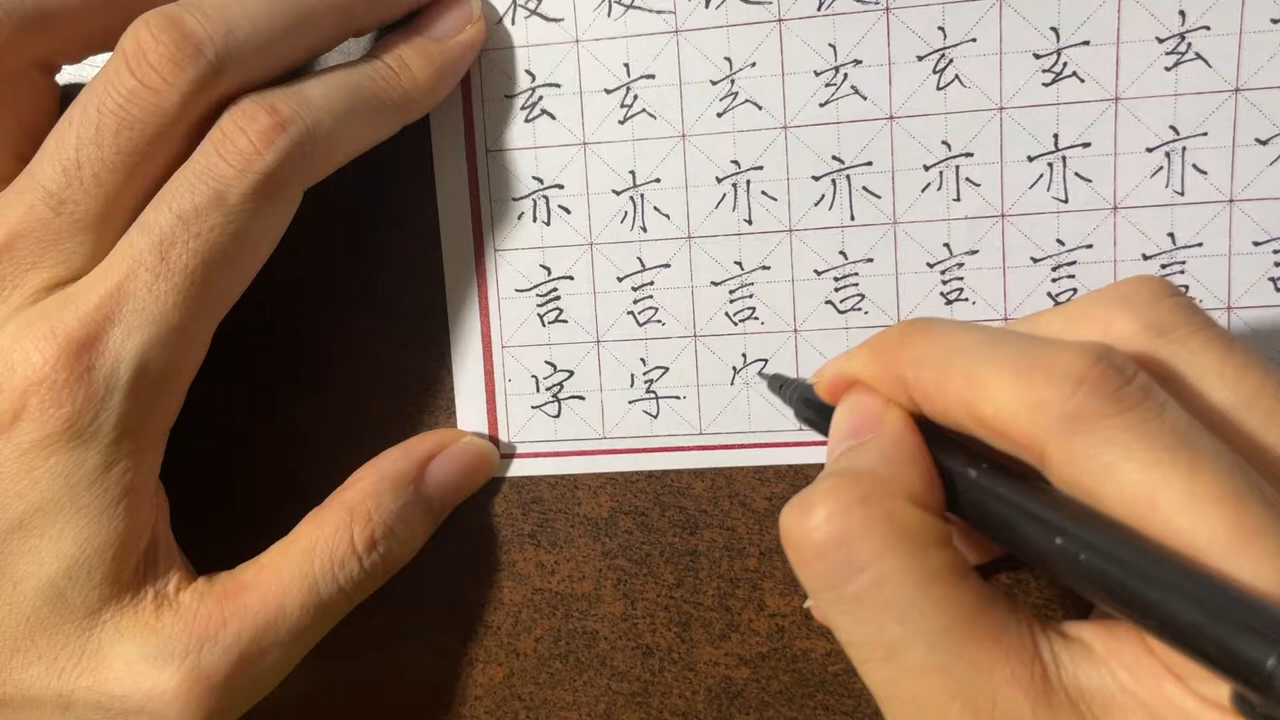 玄 玄 玄 玄 玄 玄 玄
亦 亦 亦 亦 亦 亦 亦
言 言 言 言 言 言 言
字 字 宀